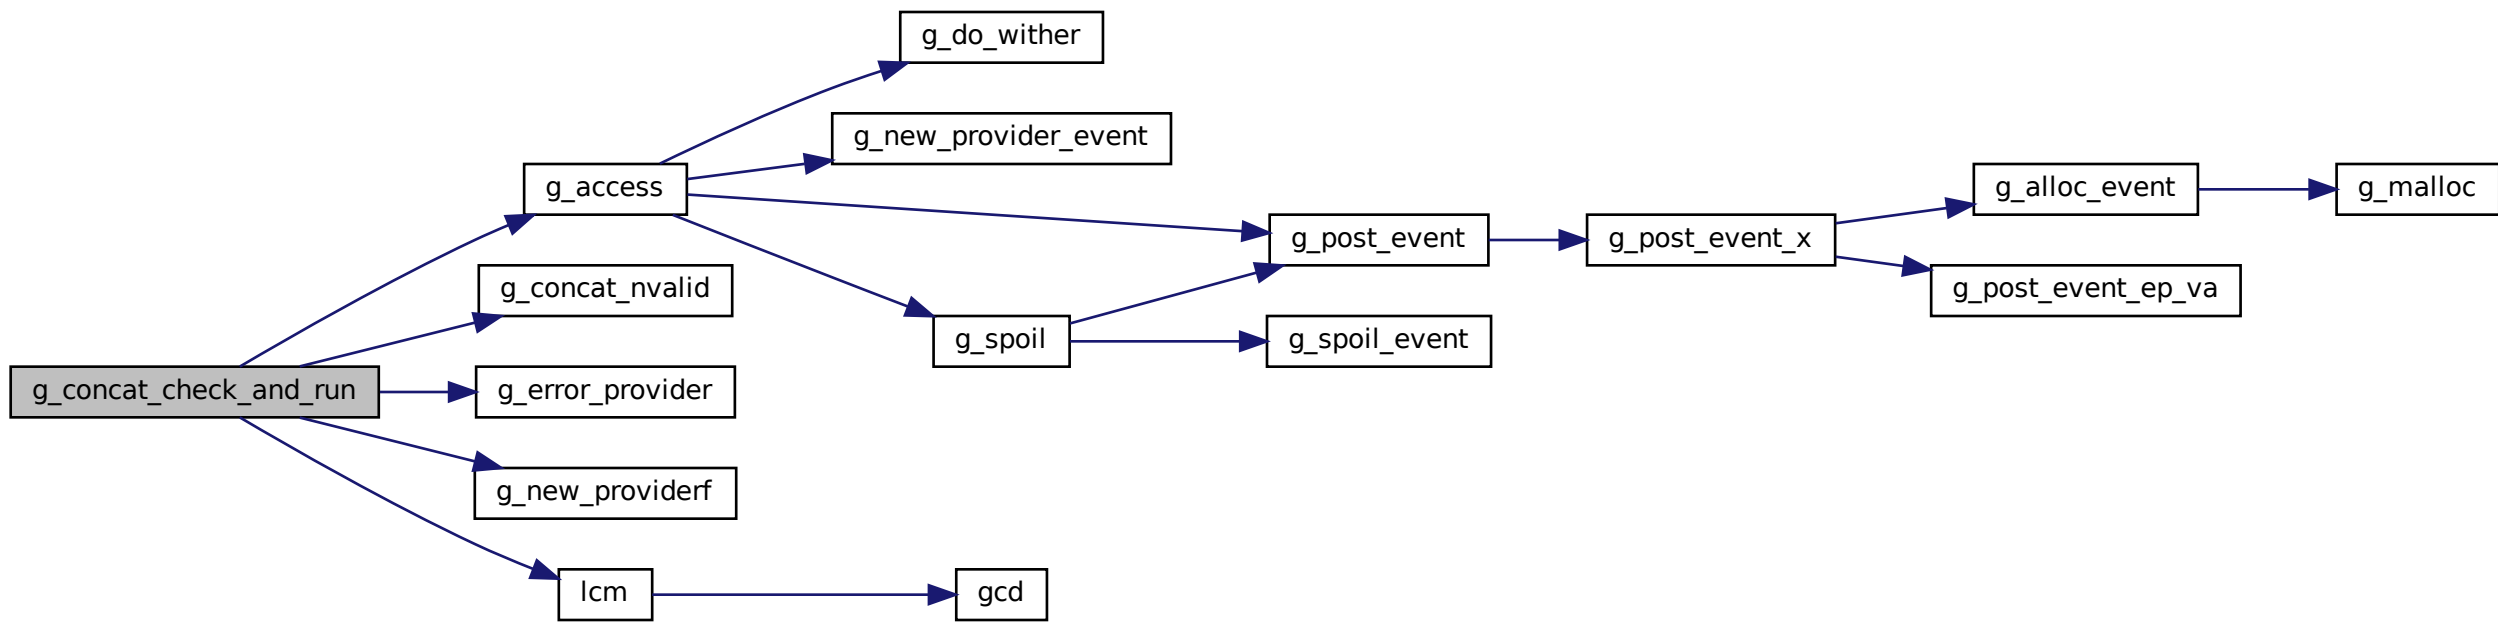 g_do_wither
g_new_provider_event
g_access
g_alloc_event
g_malloc
g_post_event
g_post_event_x
g_concat_nvalid
g_post_event_ep_va
g_spoil
g_spoil_event
g_concat_check_and_run
g_error_provider
g_new_providerf
lcm
gcd